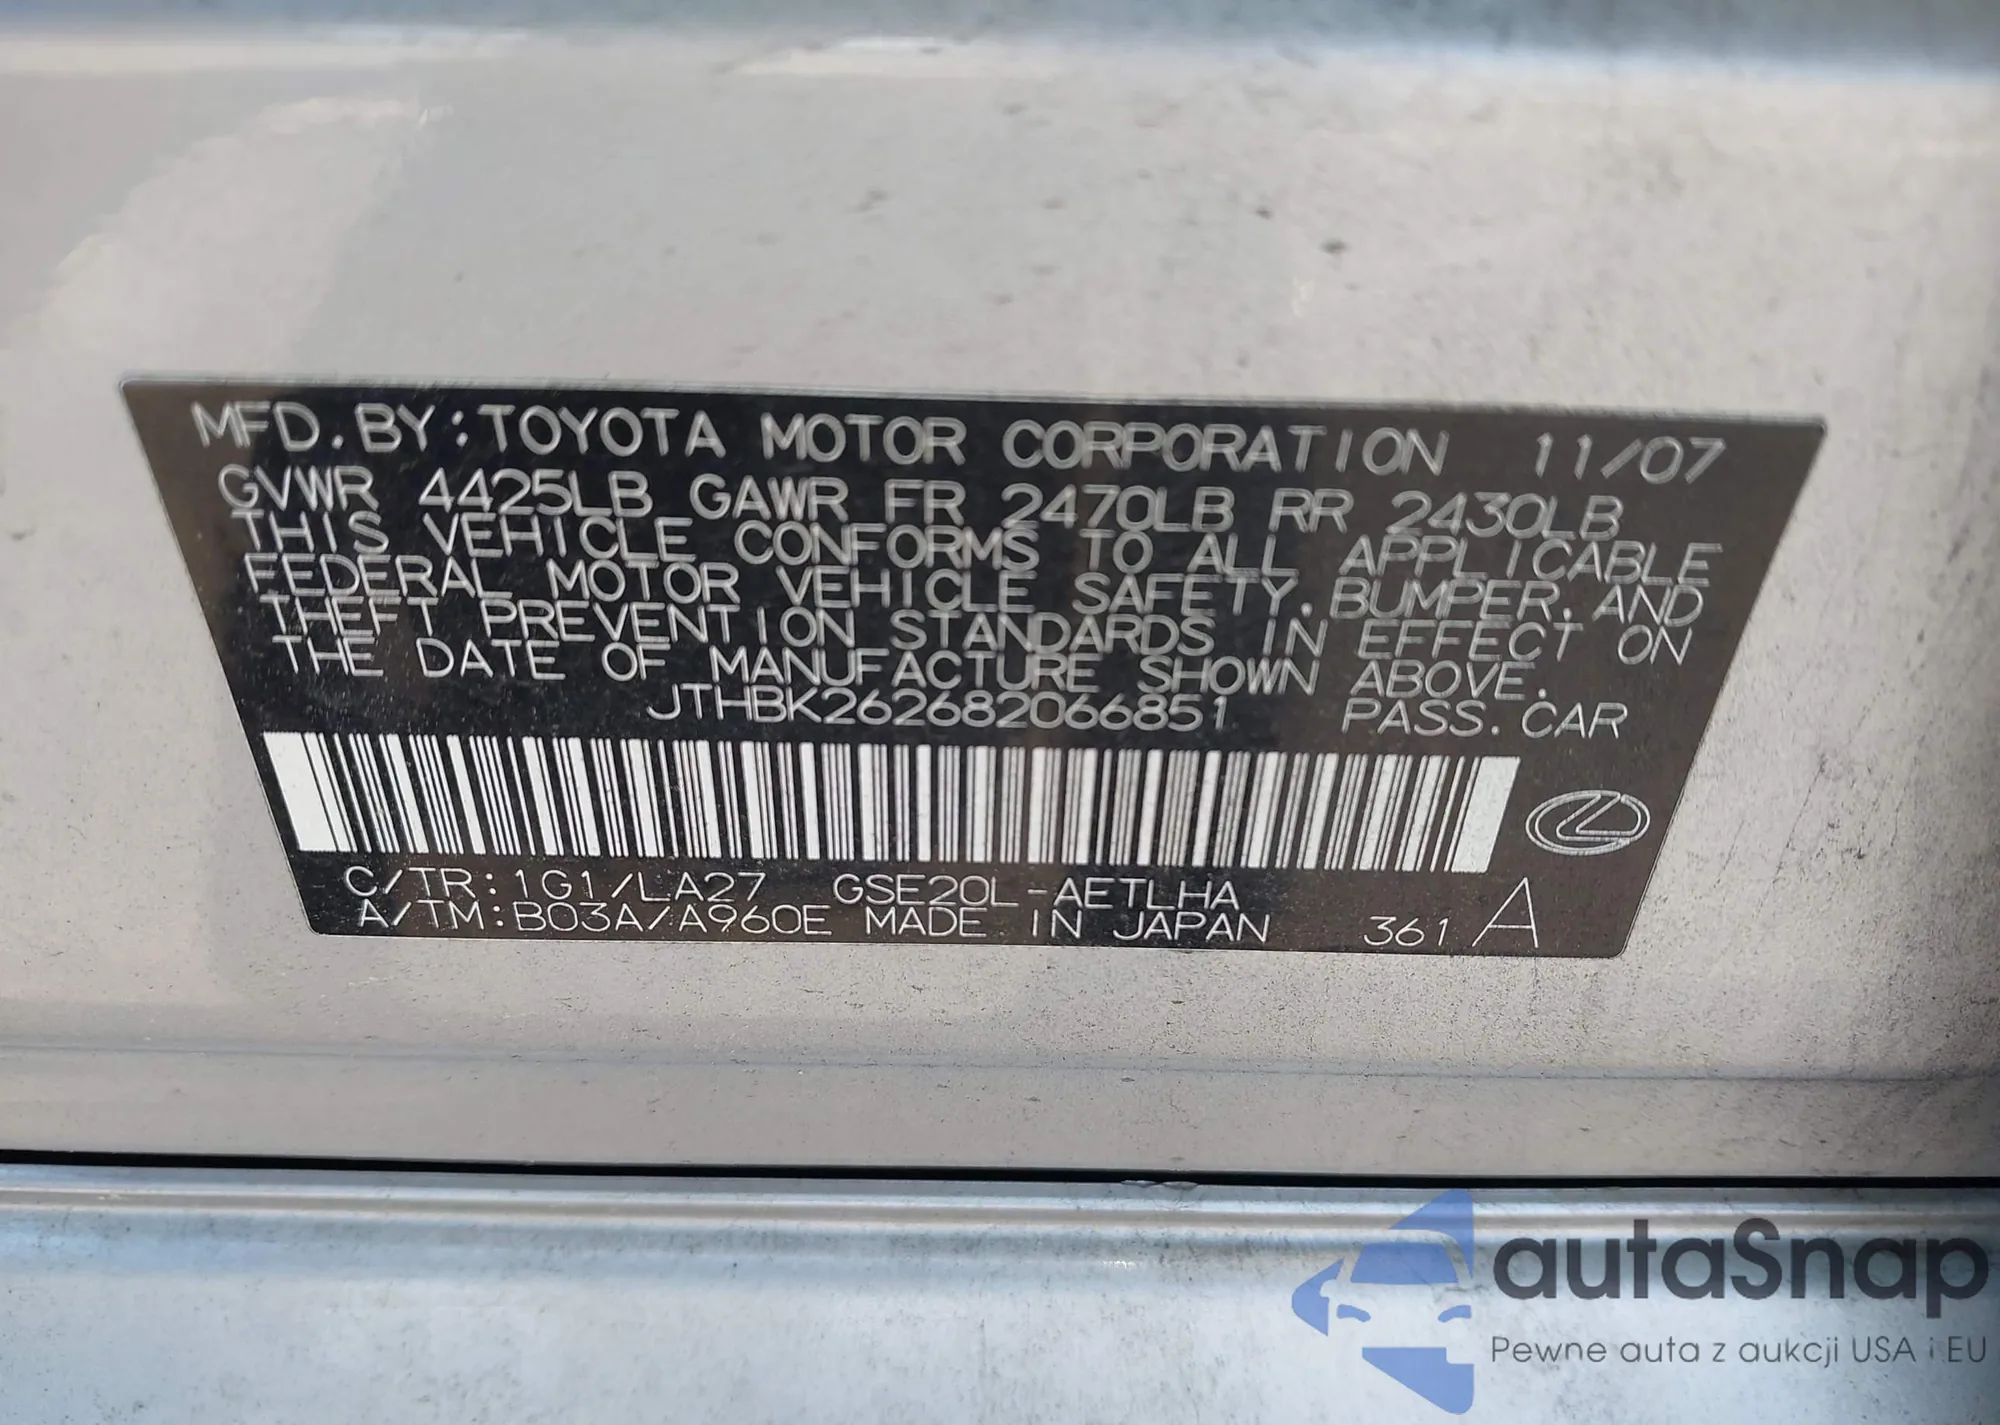 MFD. BY: TOYOTA MOTOR CORPORATION 11/07
GVWR 4425LB GAWR FR 2470LB RR 2430LB
THIS VEHICLE CONFORMS TO ALL APPLICABLE
FEDERAL MOTOR VEHICLE SAFETY, BUMPER, AND
THEFT PREVENTION STANDARDS IN EFFECT ON
THE DATE OF MANUFACTURE SHOWN ABOVE.
JTHBK262682066851 PASS. CAR
C/TR: 1G1/LA27 GSE20L-AETLHA
A/TM: B03A/A960E MADE IN JAPAN 361 A
autaSnap
Pewne auta z aukcji USA i EU